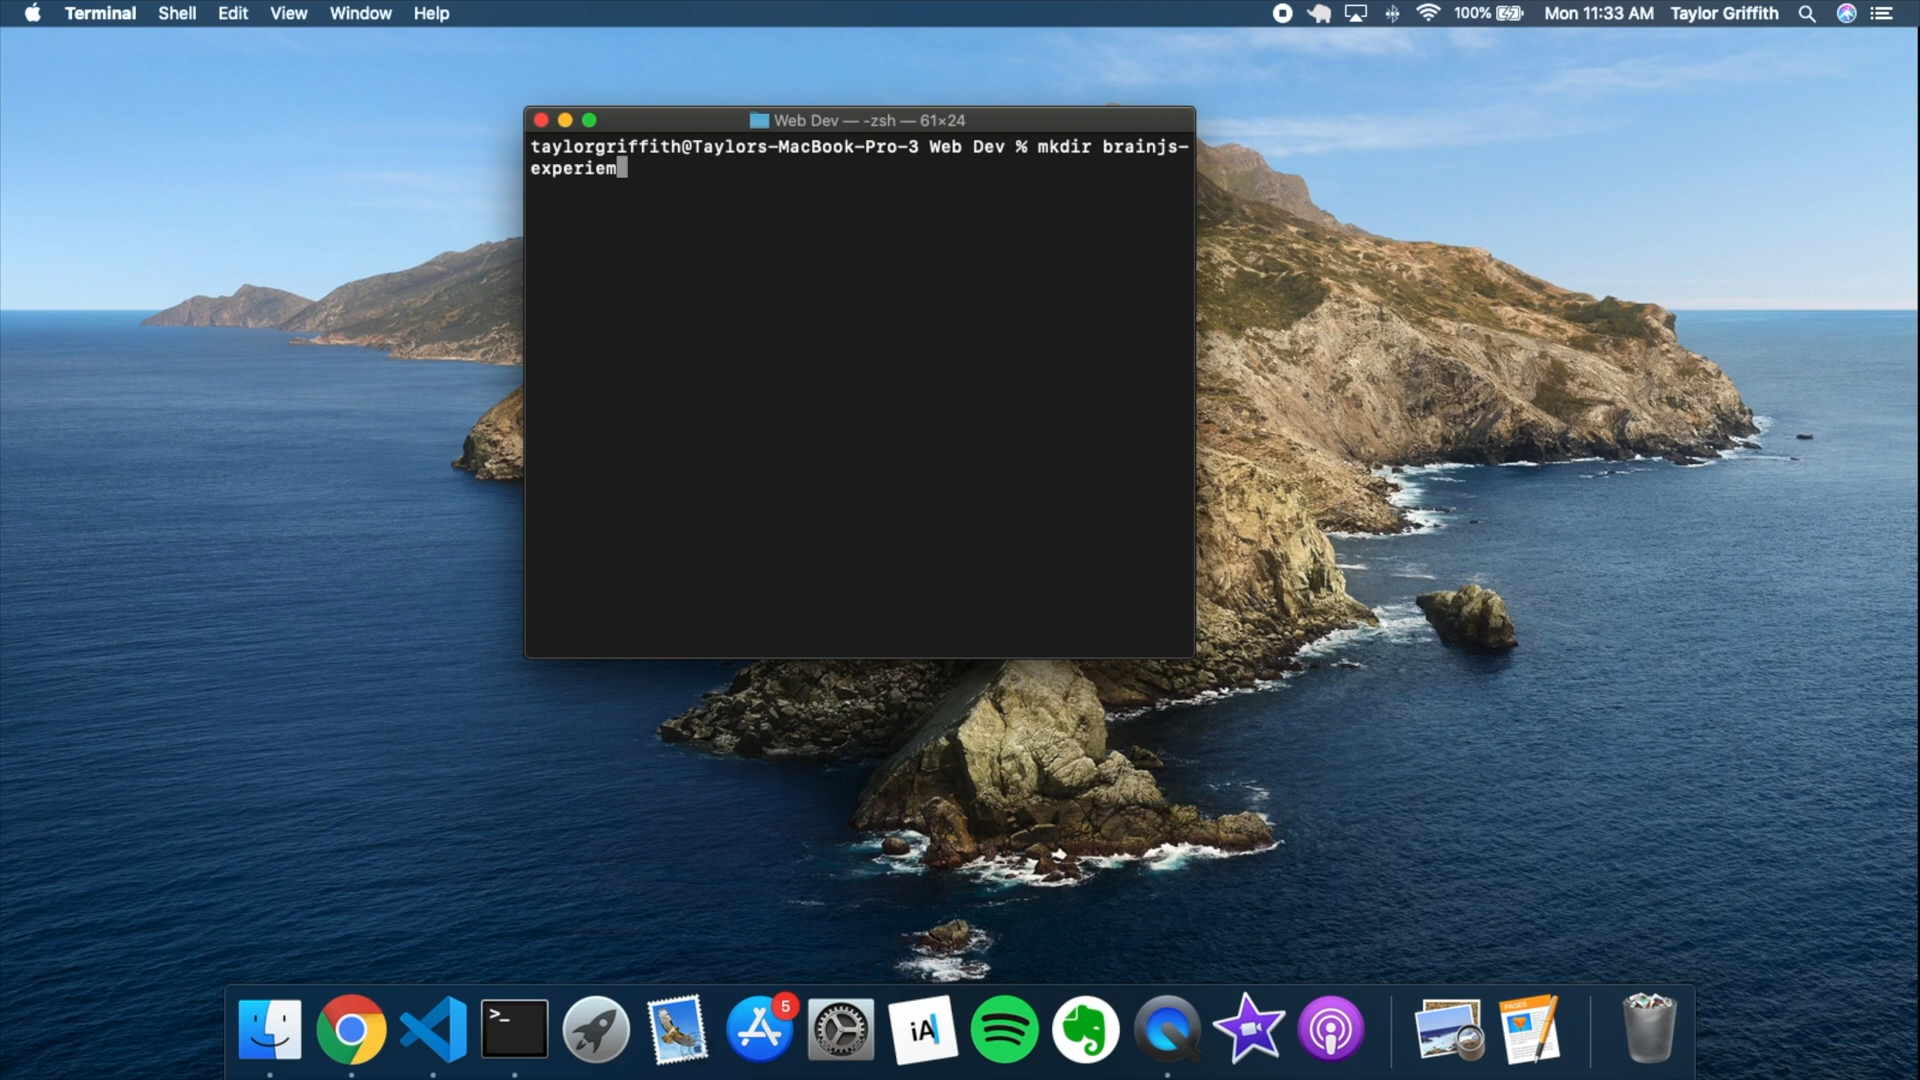 Terminal Shell Edit View Window Help 100% Mon 11:33 AM Taylor Griffith
Web Dev — -zsh — 61×24
taylorgriffith@Taylors-MacBook-Pro-3 Web Dev % mkdir brainjs-
experiem
>_
5
iA
PAGES